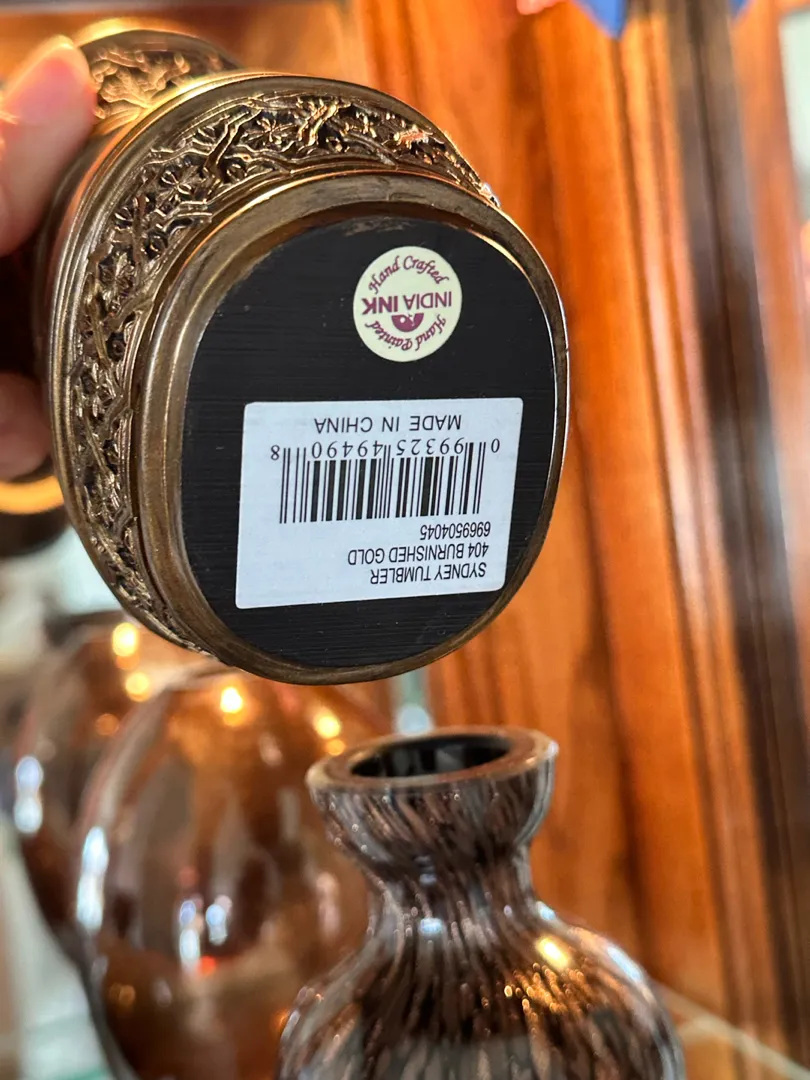 Hand Crafted
INDIA INK
Hand Painted
SYDNEY TUMBLER
404 BURNISHED GOLD
6969504045
0 99325 49490 8
MADE IN CHINA